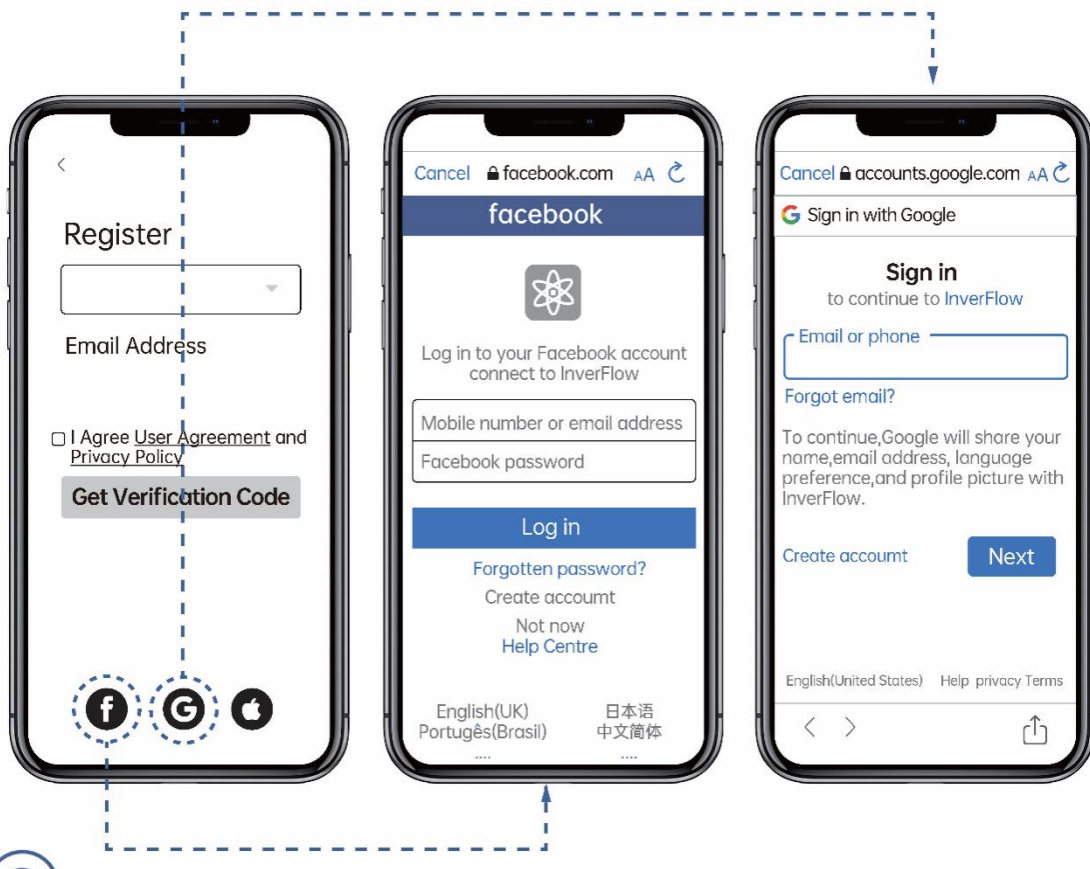 Register
Email Address
I Agree User Agreement and
Privacy Policy
Get Verification Code
Cancel facebook.com AA
facebook
Log in to your Facebook account
connect to InverFlow
Mobile number or email address
Facebook password
Log in
Forgotten password?
Create accoumt
Not now
Help Centre
English(UK) 日本语
Portugês(Brasil) 中文简体
.... ....
Cancel accounts.google.com AA
G Sign in with Google
Sign in
to continue to InverFlow
Email or phone
Forgot email?
To continue,Google will share your
name,email address, language
preference,and profile picture with
InverFlow.
Create accoumt Next
English(United States) Help privacy Terms
f G